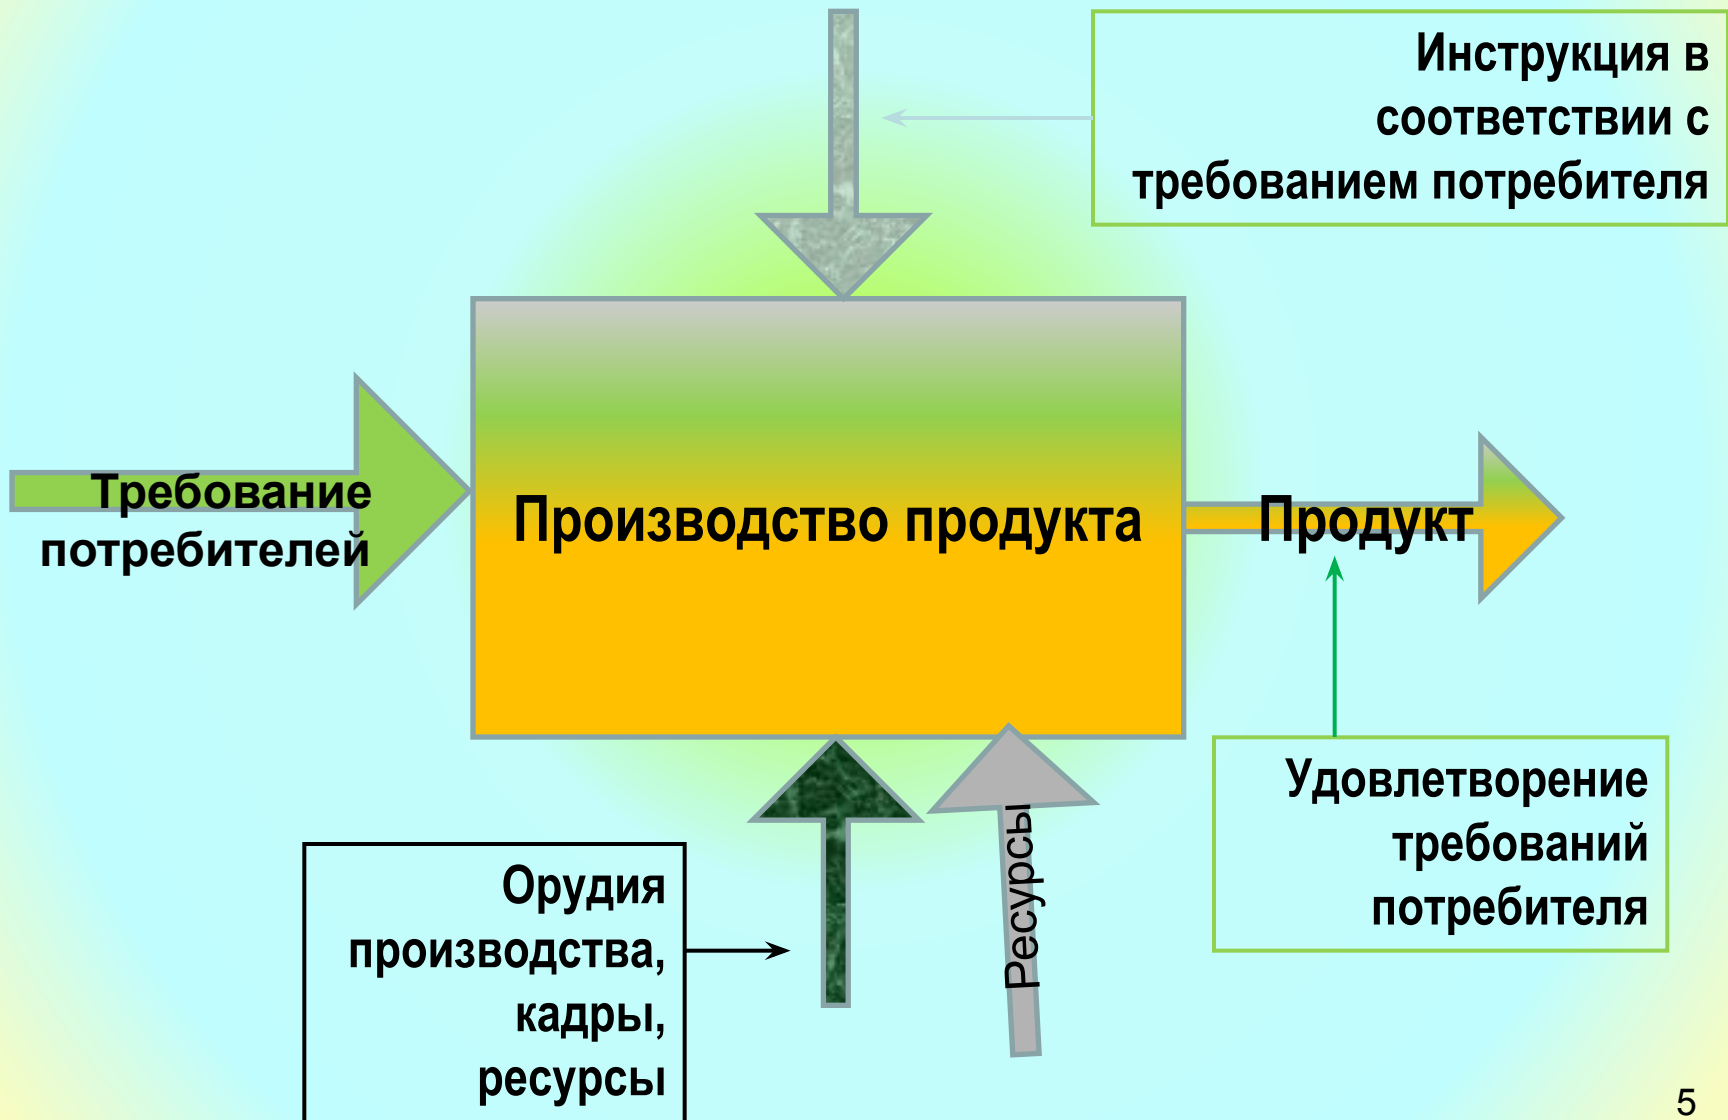 Инструкция в
соответствии с
требованием потребителя
Требование
потребителей
Производство продукта
Продукт
Удовлетворение
требований
потребителя
Ресурсы
Орудия
производства,
кадры,
ресурсы
5